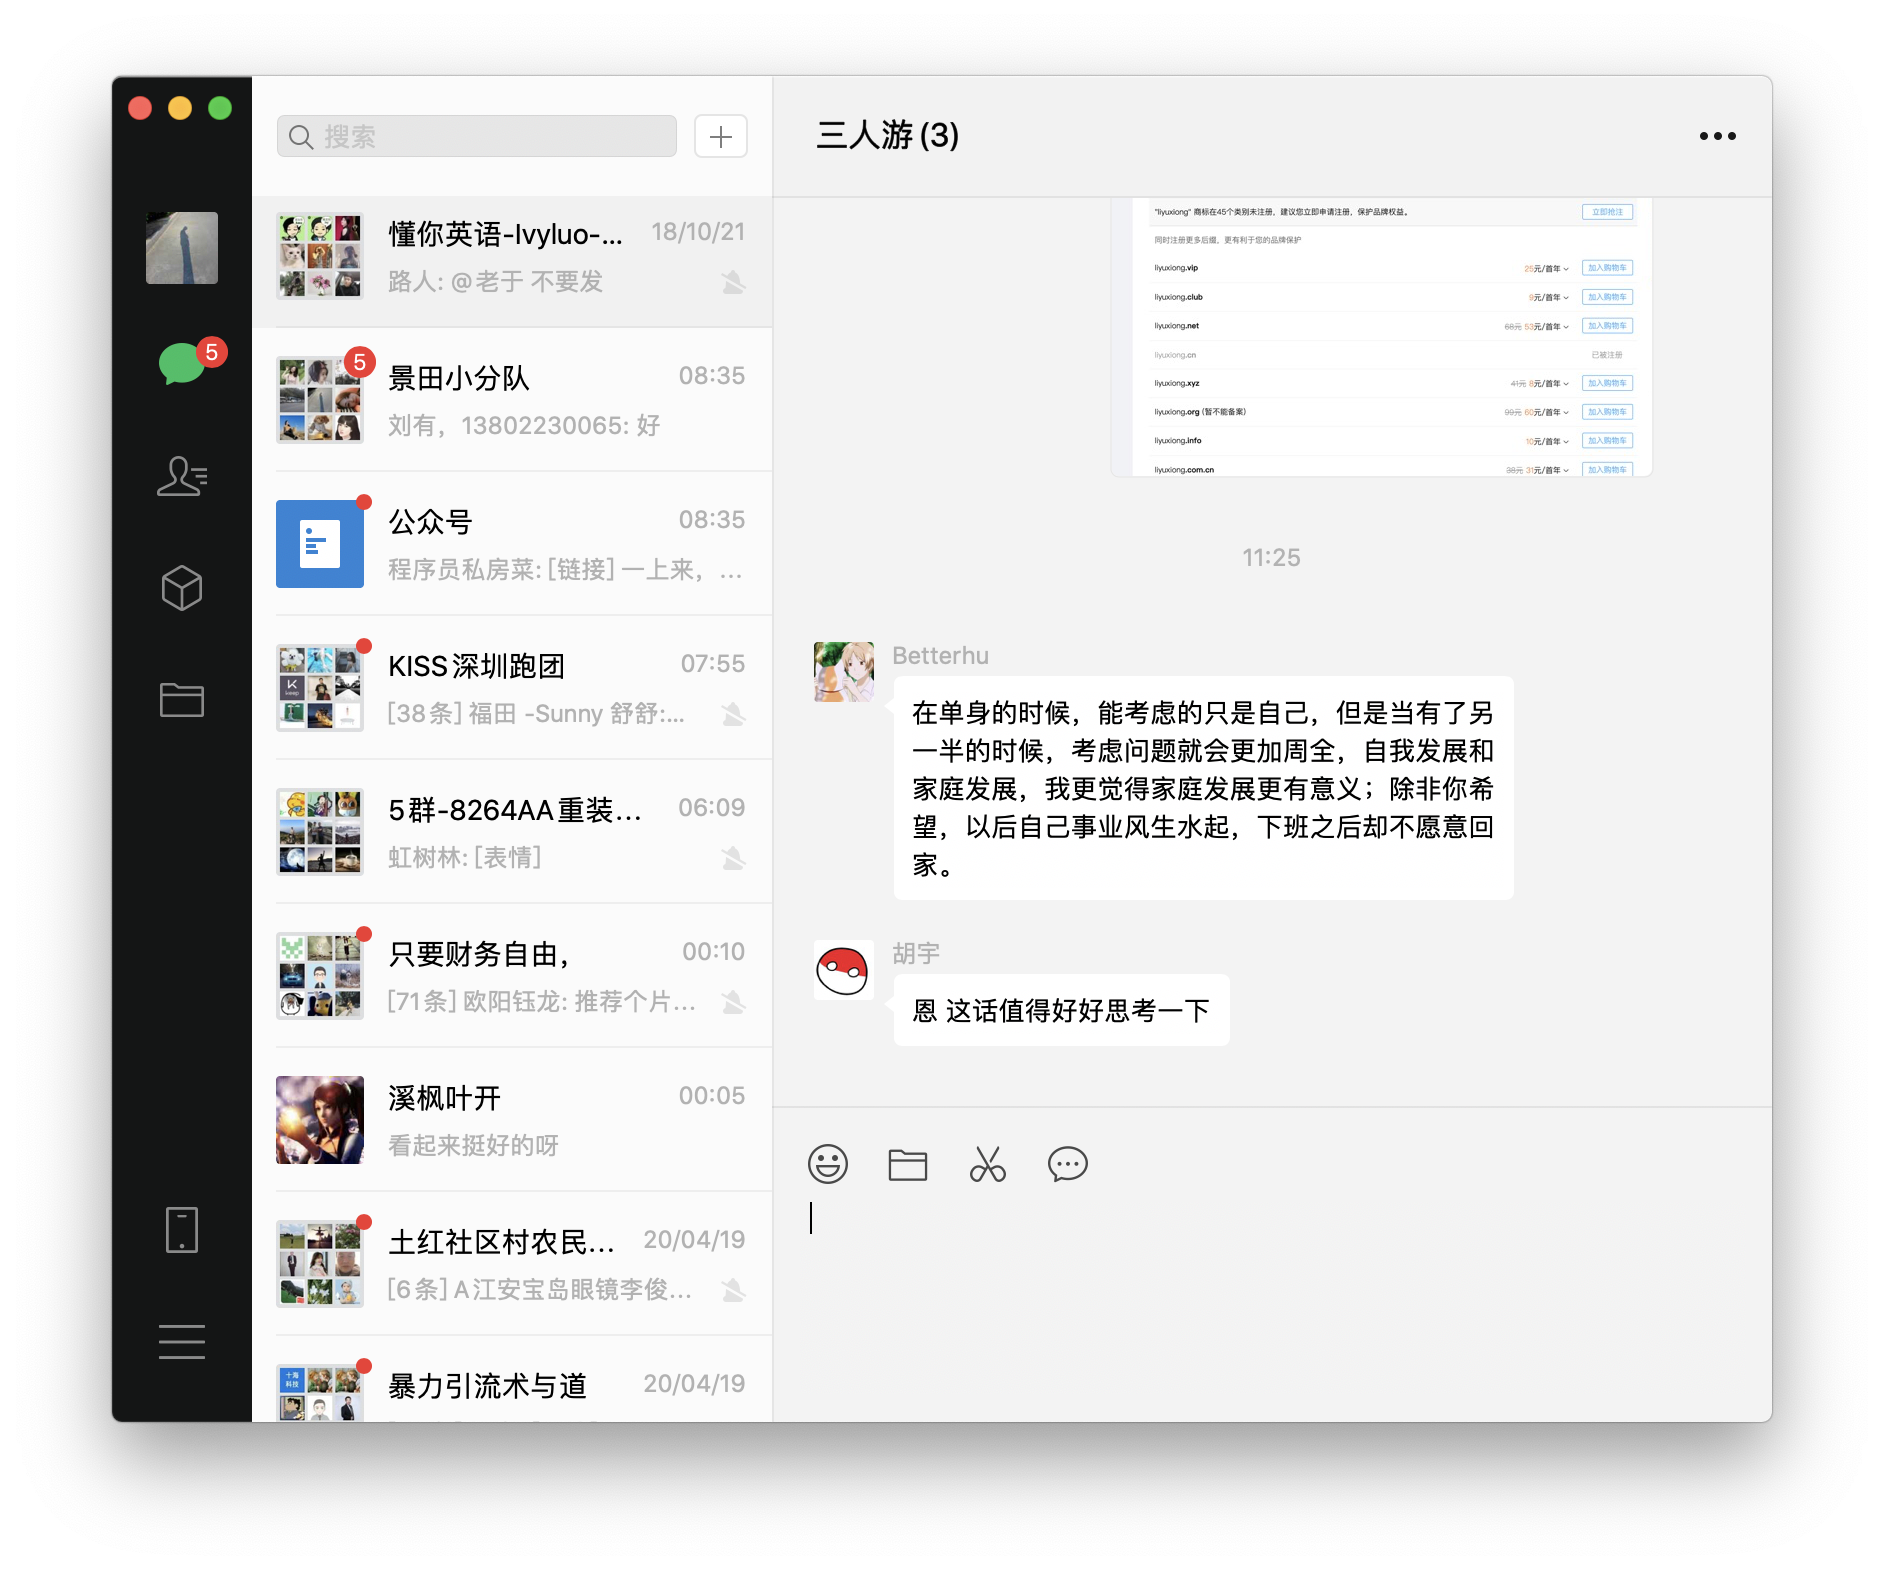 搜索
懂你英语-Ivyluo-... 18/10/21
路人: @老于 不要发
5
5
景田小分队 08:35
刘有，13802230065: 好
公众号 08:35
程序员私房菜: [链接] 一上来，...
KISS深圳跑团 07:55
[38条] 福田 -Sunny 舒舒:...
5群-8264AA重装... 06:09
虹树林: [表情]
只要财务自由， 00:10
[71条] 欧阳钰龙: 推荐个片...
溪枫叶开 00:05
看起来挺好的呀
土红社区村农民... 20/04/19
[6条] A江安宝岛眼镜李俊...
十海
科技
暴力引流术与道 20/04/19
三人游 (3)
"liyuxiong" 商标在45个类别未注册，建议您立即申请注册，保护品牌权益。 立即抢注
同时注册更多后缀，更有利于您的品牌保护
liyuxiong.vip 25元/首年 加入购物车
liyuxiong.club 9元/首年 加入购物车
liyuxiong.net 68元 53元/首年 加入购物车
liyuxiong.cn 已被注册
liyuxiong.xyz 41元 8元/首年 加入购物车
liyuxiong.org (暂不能备案) 99元 60元/首年 加入购物车
liyuxiong.info 10元/首年 加入购物车
liyuxiong.com.cn 38元 31元/首年 加入购物车
11:25
Betterhu
在单身的时候，能考虑的只是自己，但是当有了另
一半的时候，考虑问题就会更加周全，自我发展和
家庭发展，我更觉得家庭发展更有意义；除非你希
望，以后自己事业风生水起，下班之后却不愿意回
家。
胡宇
恩 这话值得好好思考一下